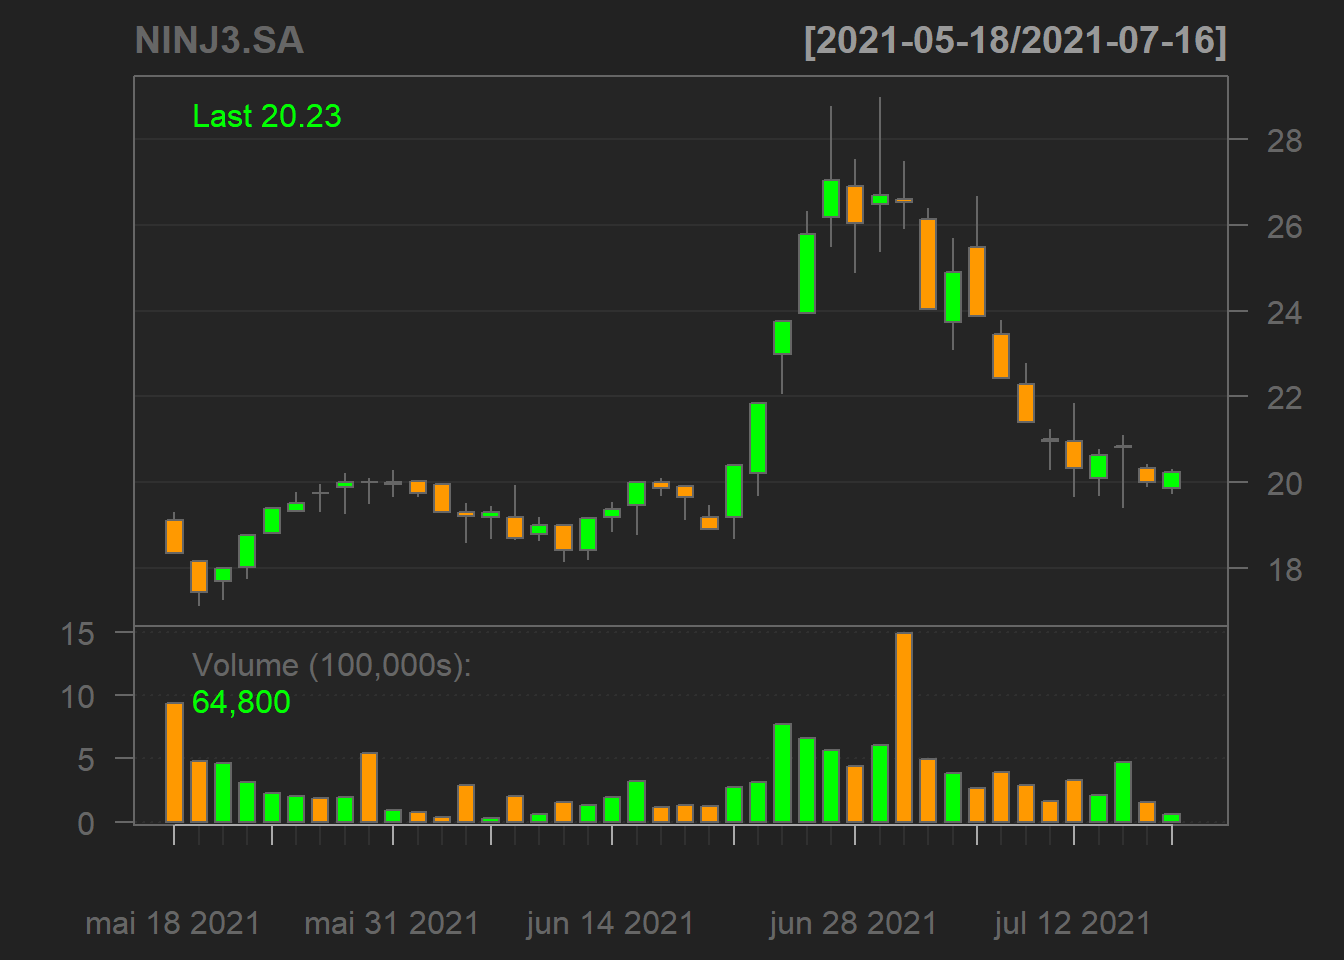 NINJ3.SA
[2021-05-18/2021-07-16]
Last 20.23
28
26
24
22
20
18
15
Volume (100,000s):
10
64,800
5
0
mai 18 2021
mai 31 2021
jun 14 2021
jun 28 2021
jul 12 2021